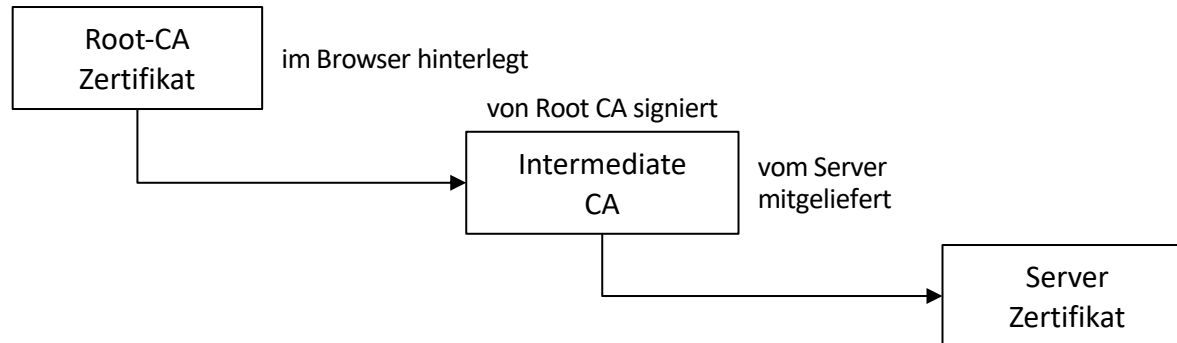 Root-CA
Zertifikat
im Browser hinterlegt
von Root CA signiert
Intermediate
CA
vom Server
mitgeliefert
Server
Zertifikat